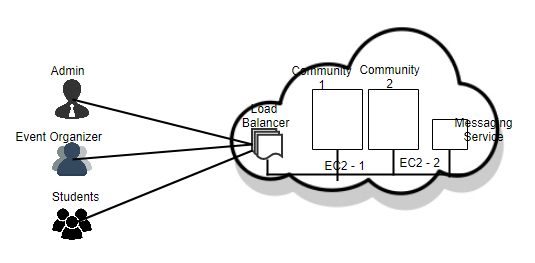 Admin
Event Organizer
Students
Load
Balancer
Community
1
Community
2
Messaging
Service
EC2 - 1
EC2 - 2